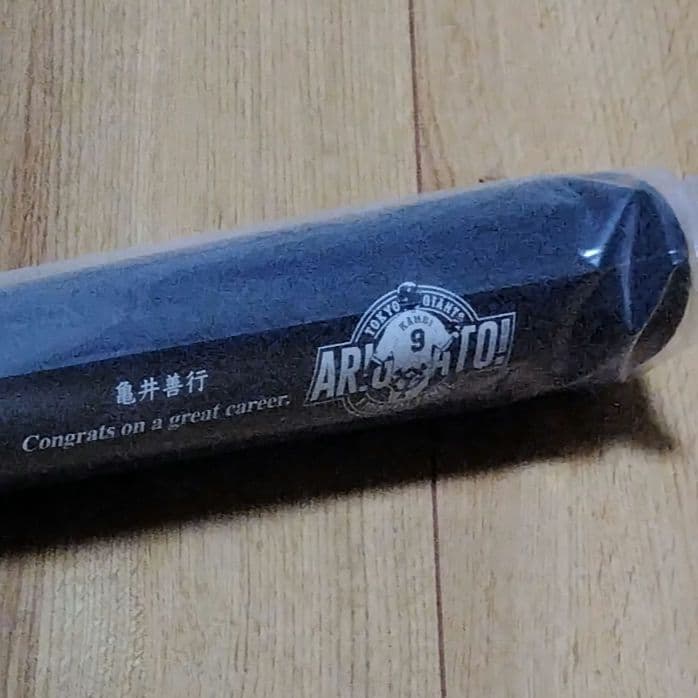 亀井善行
Congrats on a great career.
TOKYO GIANTS
KAMEI
9
ARIGATO!